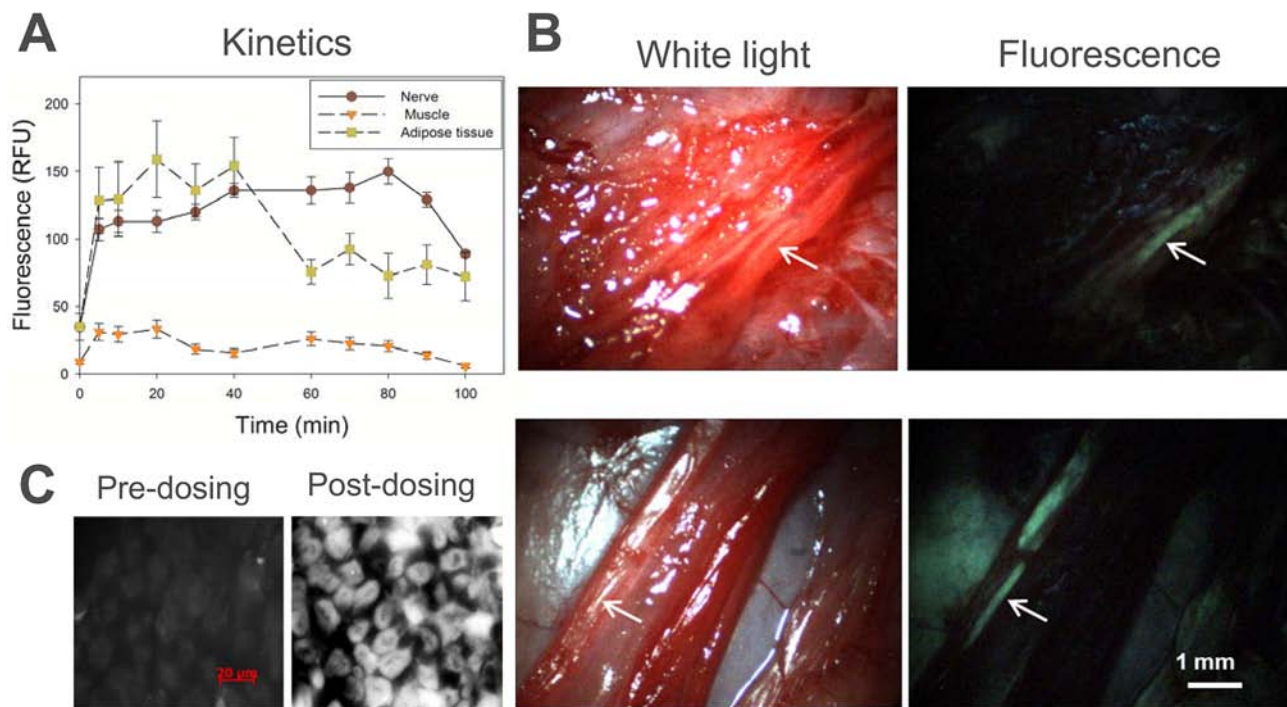 A
Kinetics
Fluorescence (RFU)
200
150
100
50
0
Nerve
Muscle
Adipose tissue
0
20
40
60
80
100
Time (min)
B
White light
Fluorescence
1 mm
C
Pre-dosing
Post-dosing
20 µm